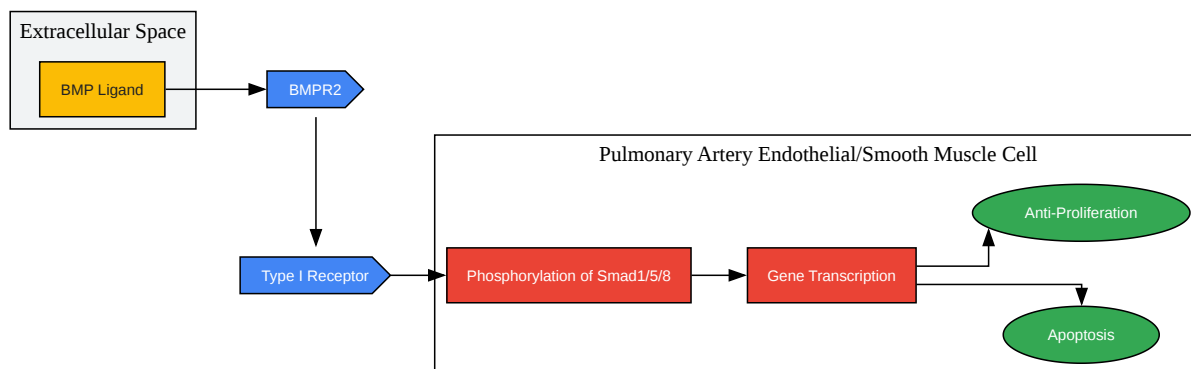 Extracellular Space
BMP Ligand
BMPR2
Pulmonary Artery Endothelial/Smooth Muscle Cell
Anti-Proliferation
Type I Receptor
Phosphorylation of Smad1/5/8
Gene Transcription
Apoptosis